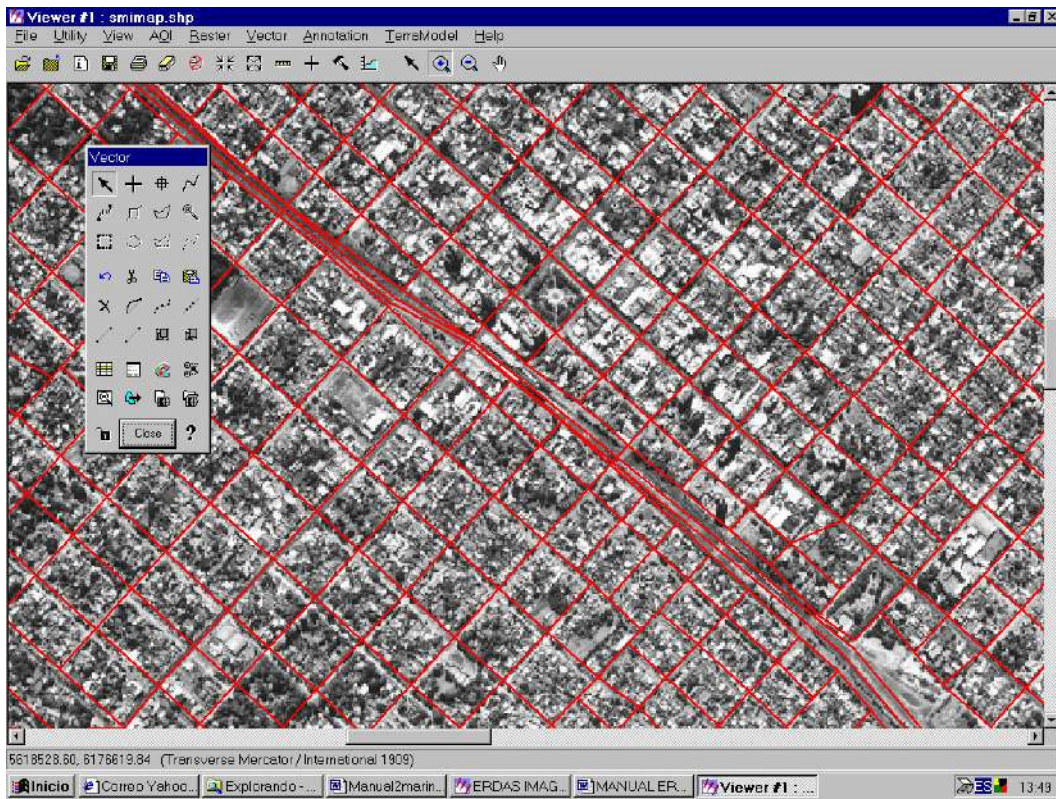 Viewer #1 : smimap.shp
File Utility View AOI Raster Vector Annotation TerraModel Help
Vector
Close
5618528.60, 6176619.84 (Transverse Mercator / International 1909)
Inicio
Correo Yahoo...
Explorando - ...
Manual2marin...
ERDAS IMAG...
MANUAL ER...
Viewer #1 : ...
ES
13:49